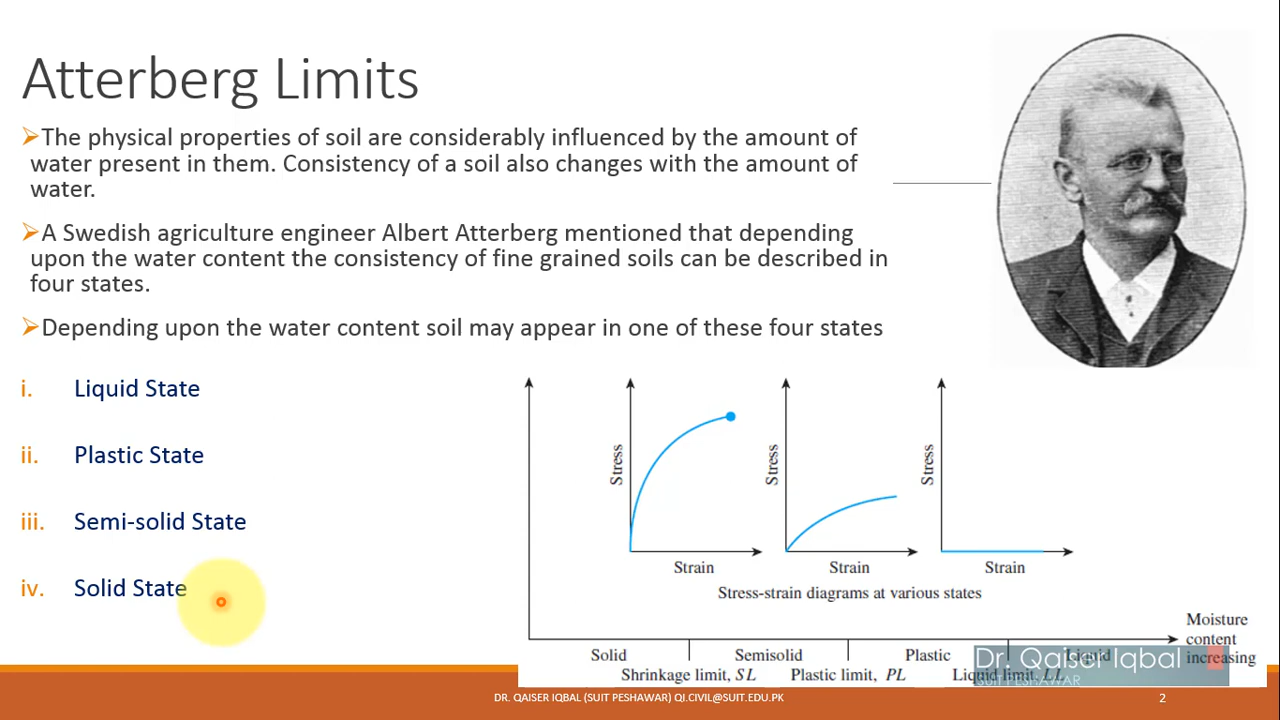 Atterberg Limits
The physical properties of soil are considerably influenced by the amount of
water present in them. Consistency of a soil also changes with the amount of
water.
A Swedish agriculture engineer Albert Atterberg mentioned that depending
upon the water content the consistency of fine grained soils can be described in
four states.
Depending upon the water content soil may appear in one of these four states
i. Liquid State
ii. Plastic State
iii. Semi-solid State
iv. Solid State
Stress Stress Stress
Strain Strain Strain
Stress-strain diagrams at various states
Moisture
content
increasing
Solid Semisolid Plastic Liquid
Shrinkage limit, SL Plastic limit, PL Liquid limit, LL
Dr. Qaiser Iqbal
SUIT PESHAWAR
DR. QAISER IQBAL (SUIT PESHAWAR) QI.CIVIL@SUIT.EDU.PK 2